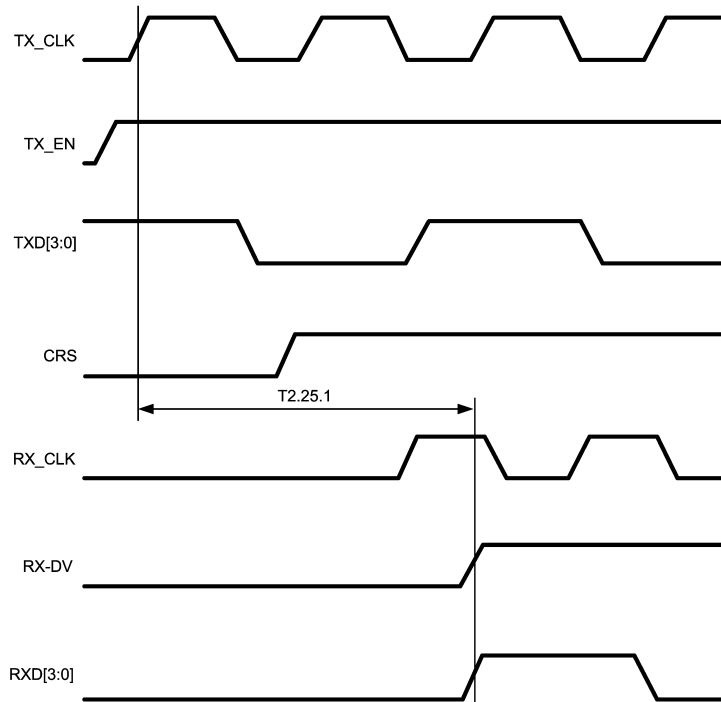 TX_CLK
TX_EN
TXD[3:0]
CRS
T2.25.1
RX_CLK
RX-DV
RXD[3:0]